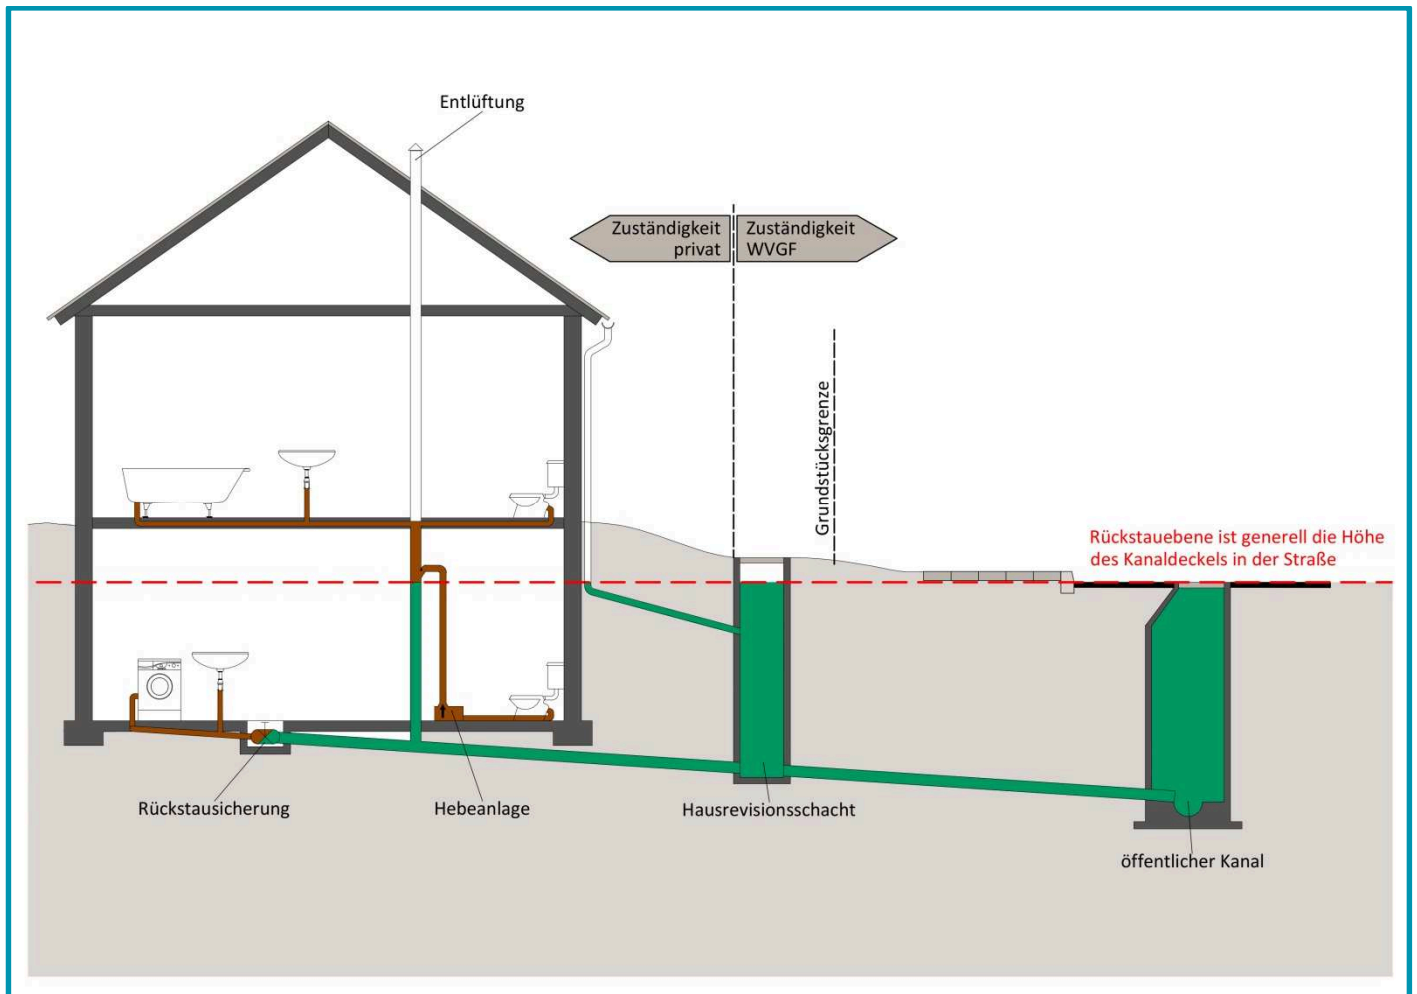 Entlüftung
Zuständigkeit
privat
Zuständigkeit
WVGF
Grundstücksgrenze
Rückstauebene ist generell die Höhe
des Kanaldeckels in der Straße
Rückstausicherung
Hebeanlage
Hausrevisionsschacht
öffentlicher Kanal